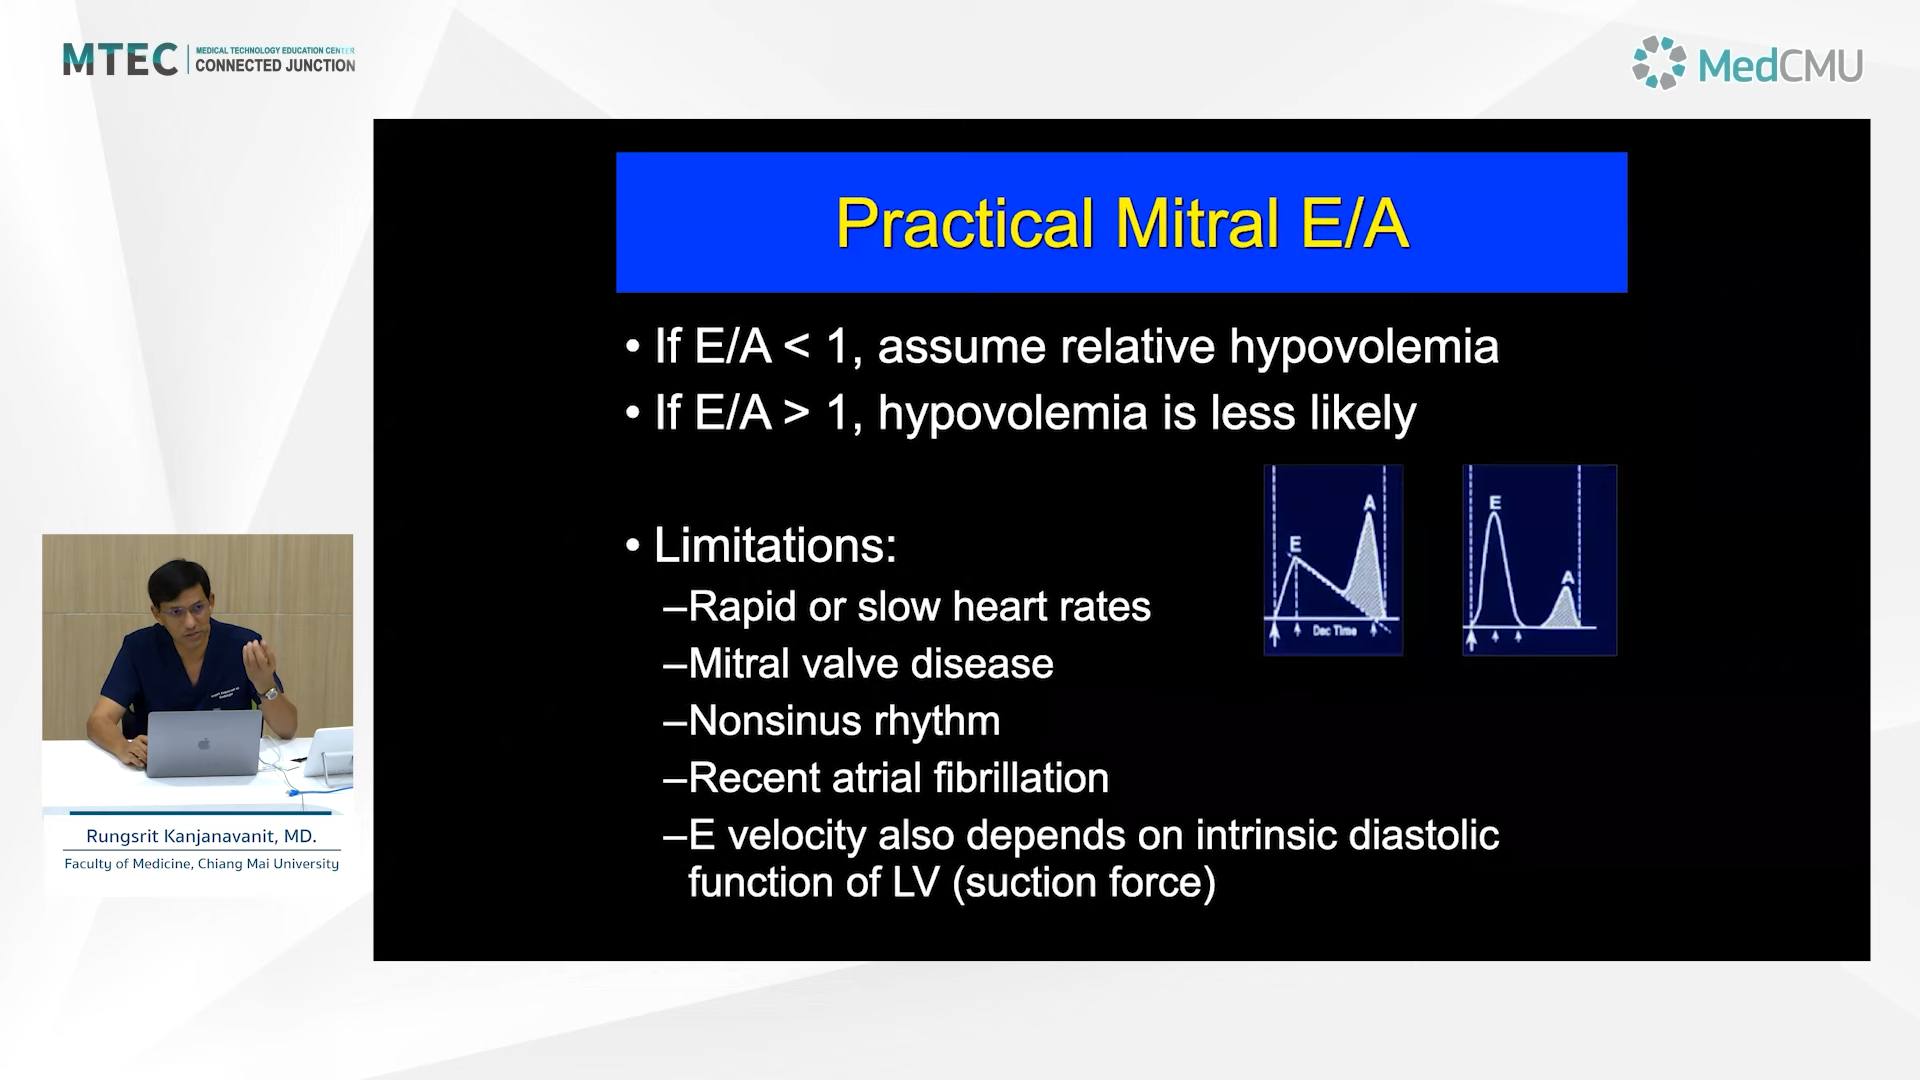 MTEC
MEDICAL TECHNOLOGY EDUCATION CENTER
CONNECTED JUNCTION
MedCMU
Practical Mitral E/A
• If E/A < 1, assume relative hypovolemia
• If E/A > 1, hypovolemia is less likely
• Limitations:
–Rapid or slow heart rates
–Mitral valve disease
–Nonsinus rhythm
–Recent atrial fibrillation
–E velocity also depends on intrinsic diastolic
function of LV (suction force)
E
A
Dec Time
E
A
Rungsrit Kanjanavanit, MD.
Faculty of Medicine, Chiang Mai University